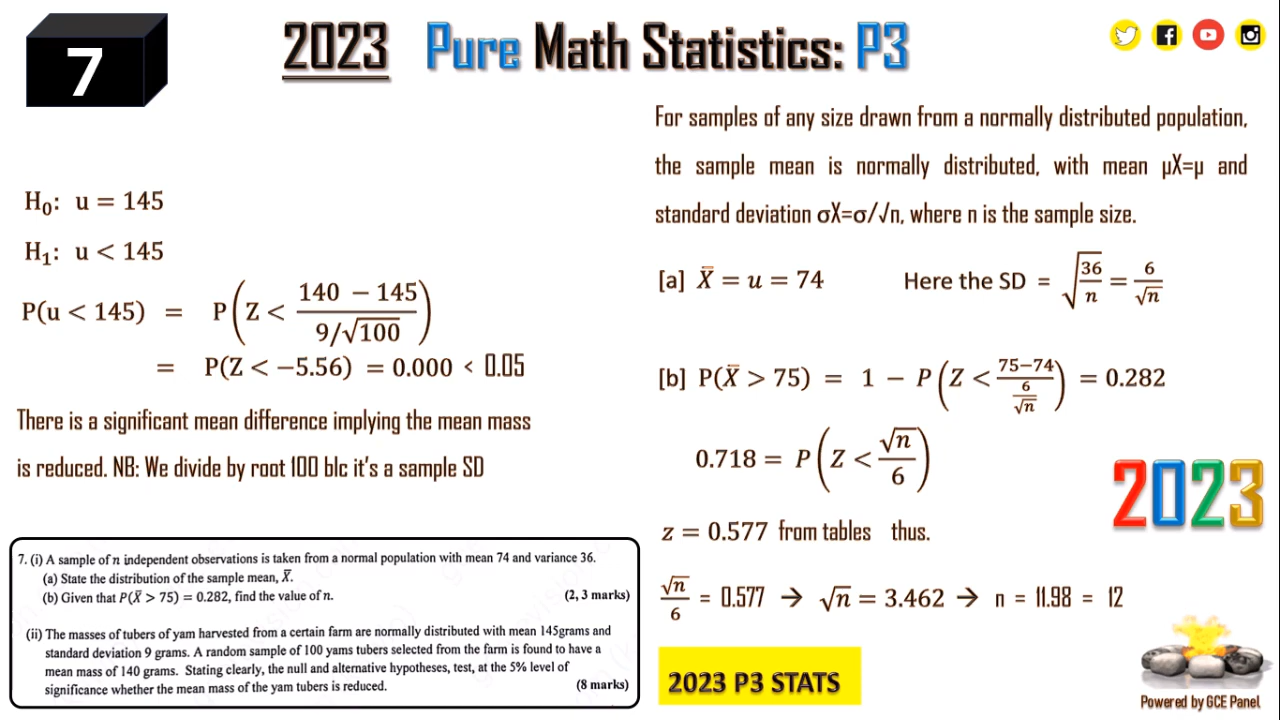 7
2023 Pure Math Statistics: P3
For samples of any size drawn from a normally distributed population,
the sample mean is normally distributed, with mean μX=μ and
standard deviation σX=σ/√n, where n is the sample size.
H₀: u = 145
H₁: u < 145
P(u < 145) = P(Z < (140 − 145)/(9/√100))
= P(Z < −5.56) = 0.000 < 0.05
There is a significant mean difference implying the mean mass
is reduced. NB: We divide by root 100 b/c it's a sample SD
[a] X̄ = u = 74 Here the SD = √(36/n) = 6/√n
[b] P(X̄ > 75) = 1 − P(Z < (75−74)/(6/√n)) = 0.282
0.718 = P(Z < √n/6)
z = 0.577 from tables thus.
√n/6 = 0.577 → √n = 3.462 → n = 11.98 = 12
2023
7. (i) A sample of n independent observations is taken from a normal population with mean 74 and variance 36.
(a) State the distribution of the sample mean, X̄.
(b) Given that P(X̄ > 75) = 0.282, find the value of n. (2, 3 marks)
(ii) The masses of tubers of yam harvested from a certain farm are normally distributed with mean 145grams and
standard deviation 9 grams. A random sample of 100 yams tubers selected from the farm is found to have a
mean mass of 140 grams. Stating clearly, the null and alternative hypotheses, test, at the 5% level of
significance whether the mean mass of the yam tubers is reduced. (8 marks)
2023 P3 STATS
Powered by GCE Panel